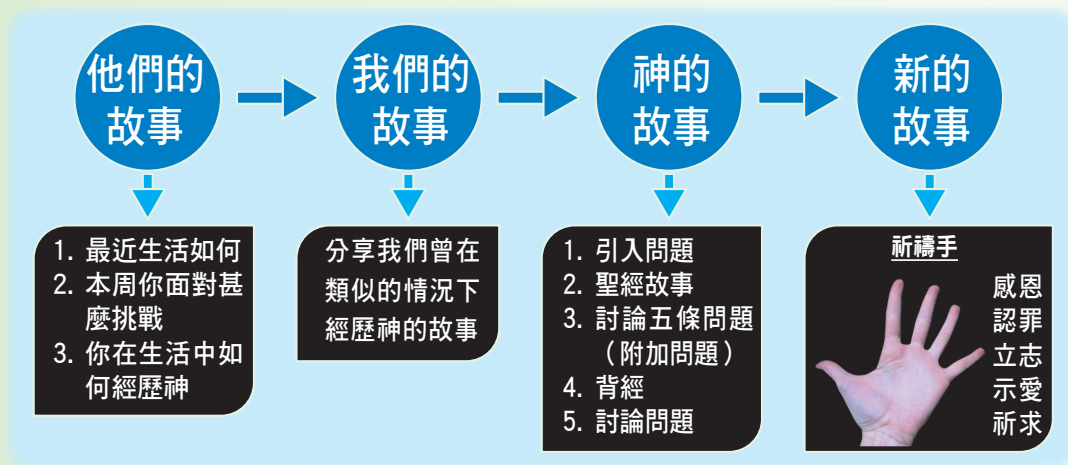 他們的
故事
我們的
故事
神的
故事
新的
故事
1. 最近生活如何
2. 本周你面對甚
麼挑戰
3. 你在生活中如
何經歷神
分享我們曾在
類似的情況下
經歷神的故事
1. 引入問題
2. 聖經故事
3. 討論五條問題
（附加問題）
4. 背經
5. 討論問題
祈禱手
感恩
認罪
立志
示愛
祈求